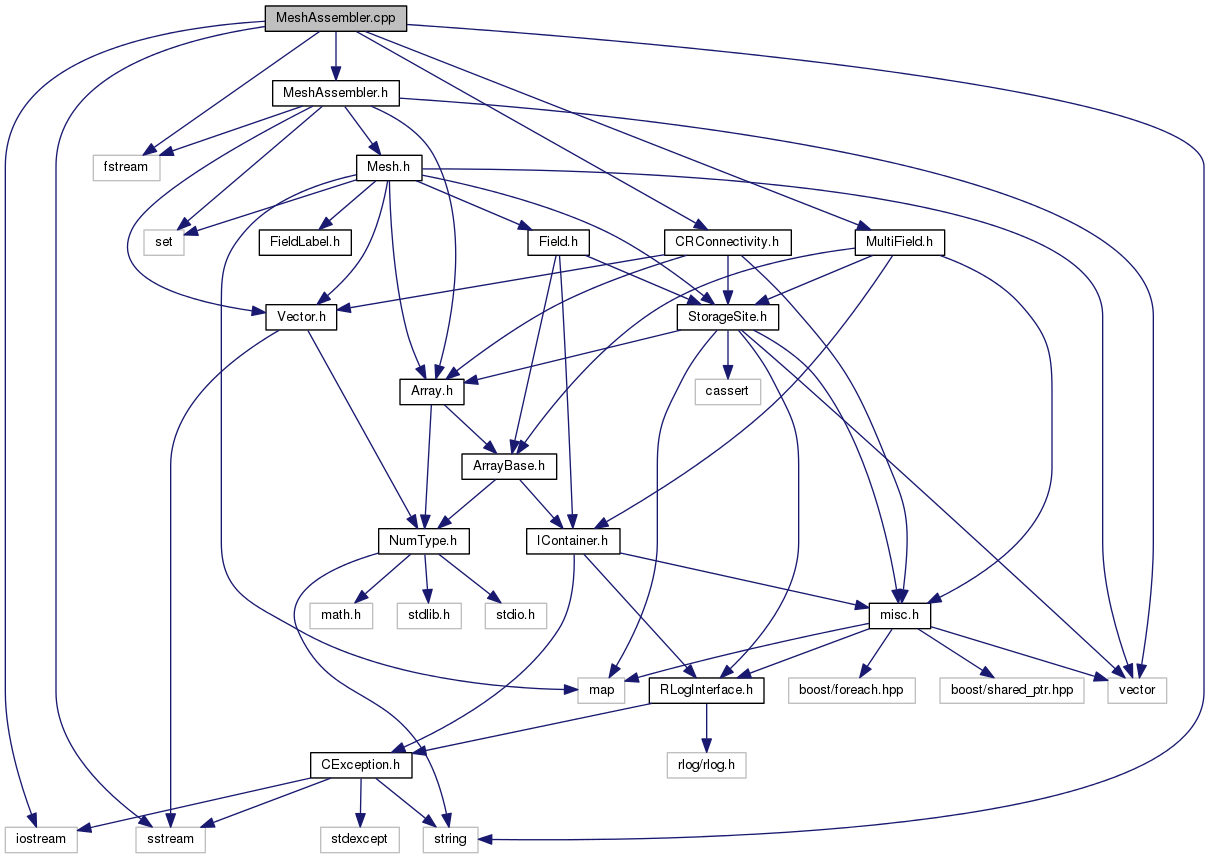 MeshAssembler.cpp
MeshAssembler.h
fstream
Mesh.h
set
FieldLabel.h
Field.h
CRConnectivity.h
MultiField.h
Vector.h
StorageSite.h
Array.h
cassert
ArrayBase.h
NumType.h
IContainer.h
math.h
stdlib.h
stdio.h
misc.h
map
RLogInterface.h
boost/foreach.hpp
boost/shared_ptr.hpp
vector
CException.h
rlog/rlog.h
iostream
sstream
stdexcept
string